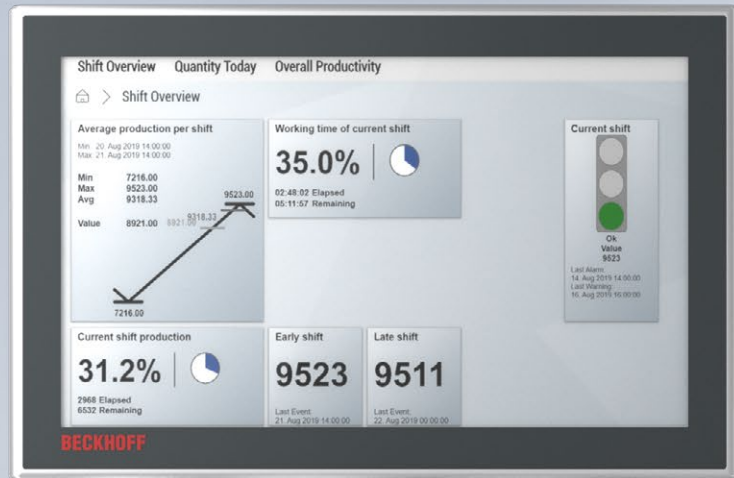 Shift Overview Quantity Today Overall Productivity
Shift Overview
Average production per shift
Min: 20. Aug 2019 14:00:00
Max: 21. Aug 2019 14:00:00
Min 7216.00
Max 9523.00
Avg 9318.33
Value 8921.00
9523.00
9318.33
8921.00
7216.00
Working time of current shift
35.0%
02:48:02 Elapsed
05:11:57 Remaining
Current shift
Ok
Value
9523
Last Alarm:
14. Aug 2019 14:00:00
Last Warning:
16. Aug 2019 16:00:00
Current shift production
31.2%
2968 Elapsed
6532 Remaining
Early shift
9523
Last Event:
21. Aug 2019 14:00:00
Late shift
9511
Last Event:
22. Aug 2019 00:00:00
BECKHOFF